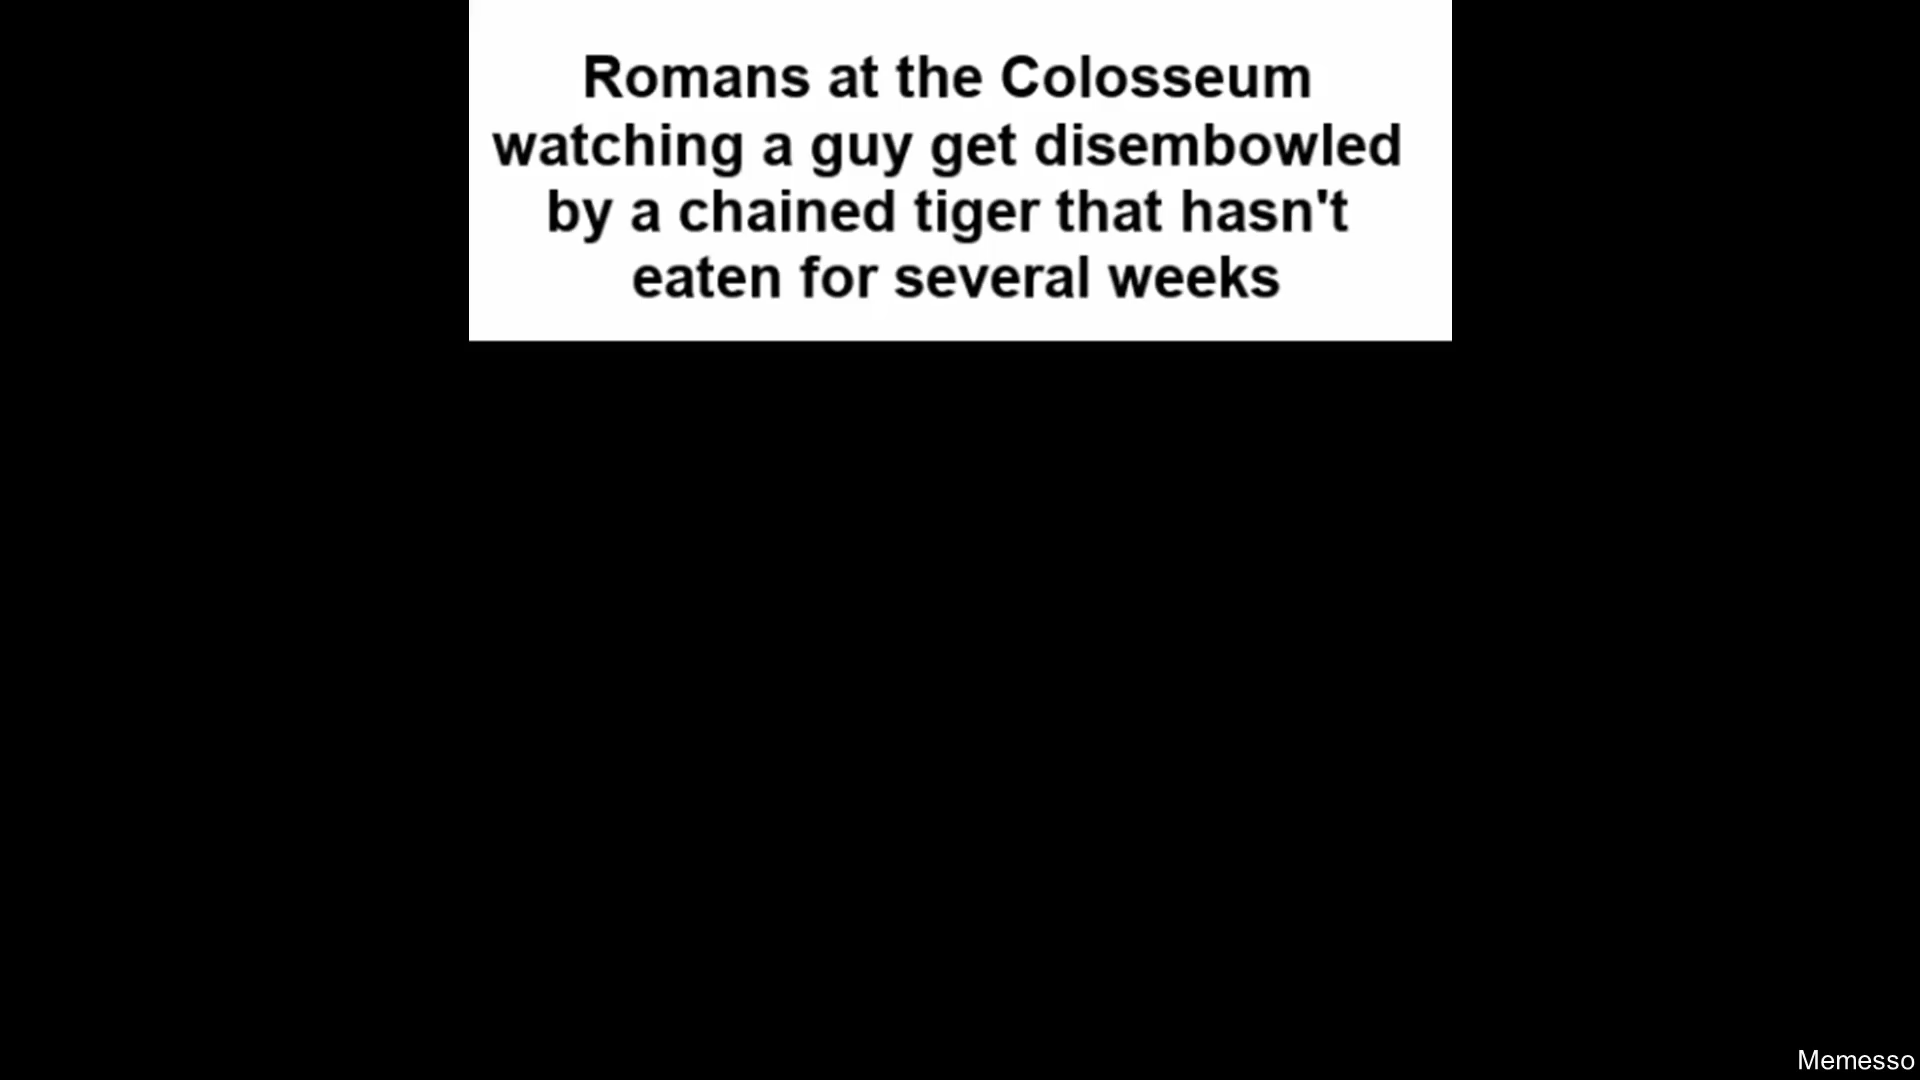 Romans at the Colosseum
watching a guy get disembowled
by a chained tiger that hasn't
eaten for several weeks
Memesso